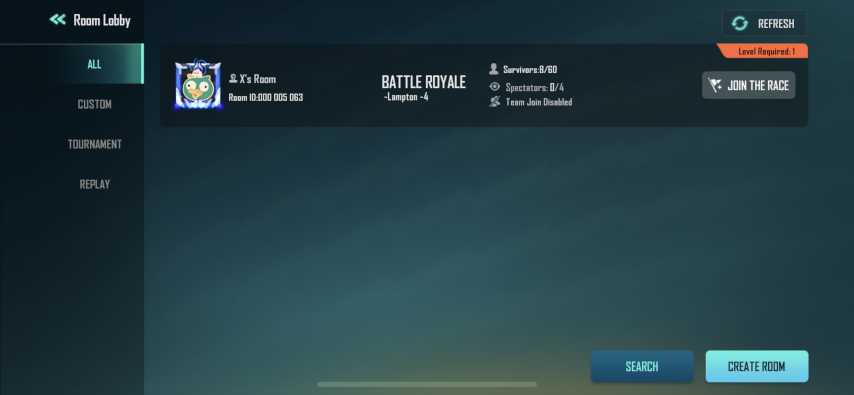 Room Lobby
REFRESH
ALL
CUSTOM
TOURNAMENT
REPLAY
Level Required: 1
X's Room
Room ID:000 005 063
BATTLE ROYALE
-Lampton -4
Survivors:8/60
Spectators: 0/4
Team Join Disabled
JOIN THE RACE
SEARCH
CREATE ROOM